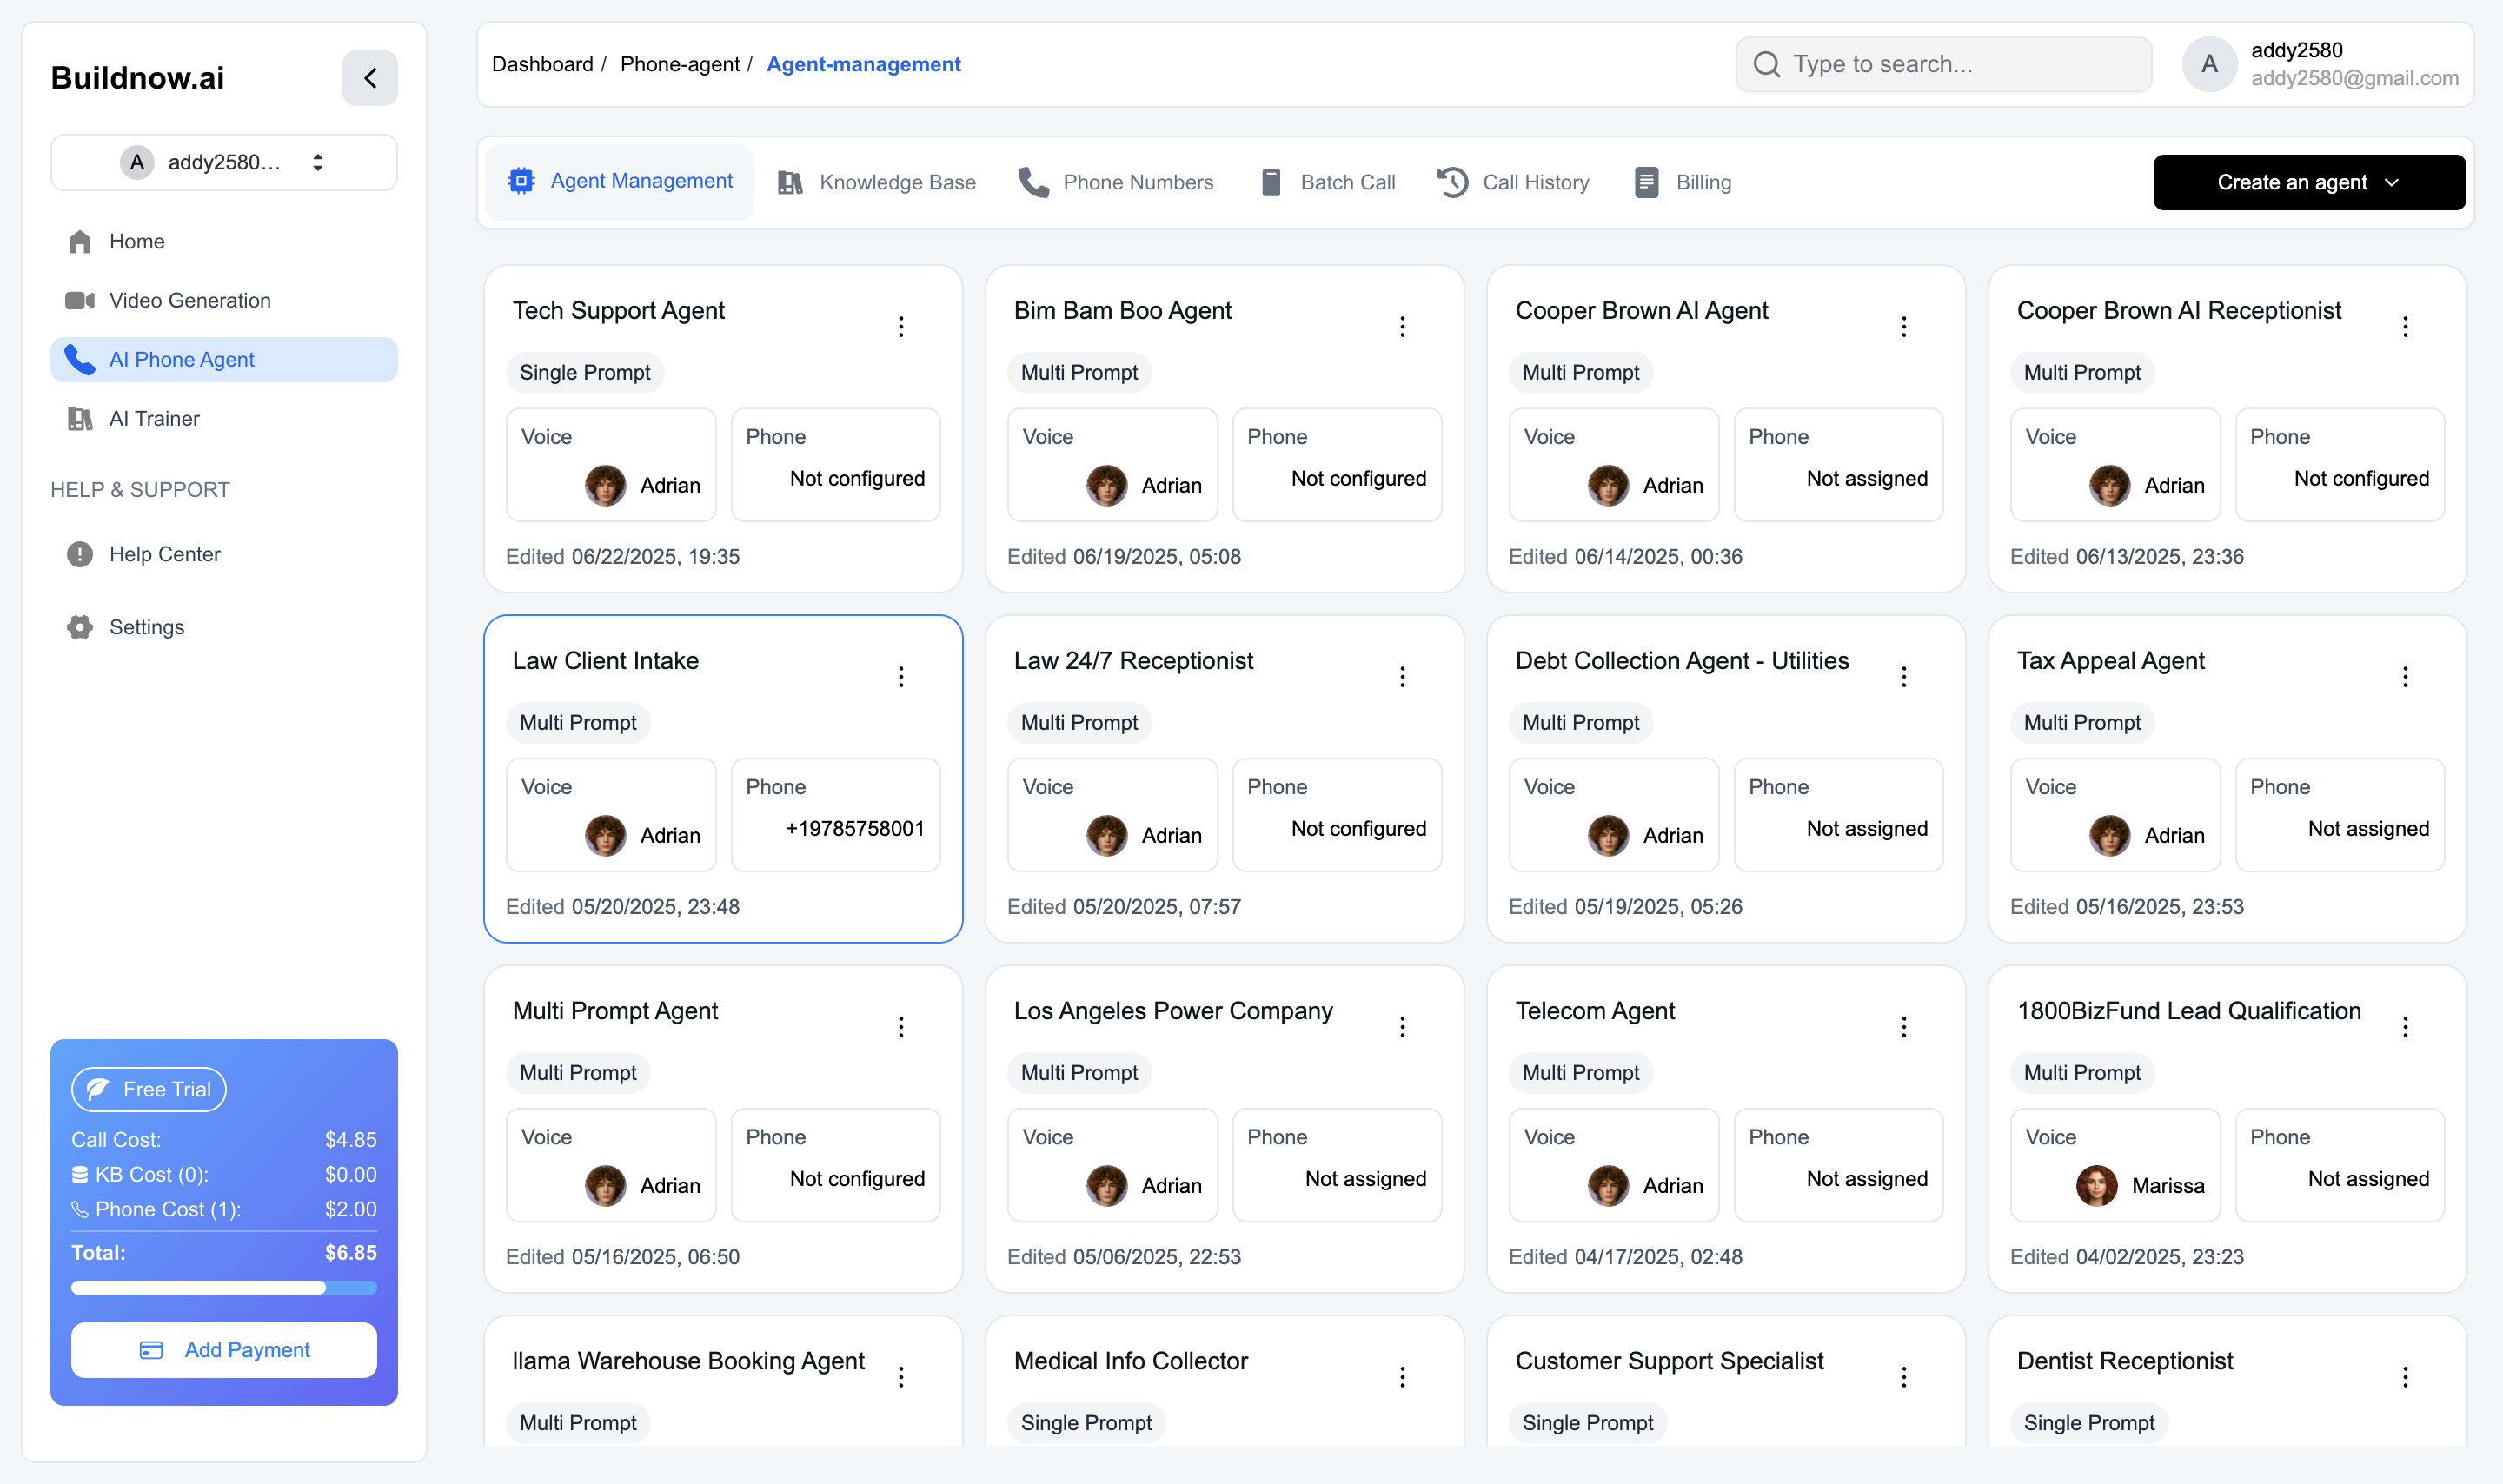 Buildnow.ai
A addy2580...
Home
Video Generation
AI Phone Agent
AI Trainer
HELP & SUPPORT
Help Center
Settings
Free Trial
Call Cost: $4.85
KB Cost (0): $0.00
Phone Cost (1): $2.00
Total: $6.85
Add Payment
Dashboard / Phone-agent / Agent-management
Type to search...
A
addy2580
addy2580@gmail.com
Agent Management Knowledge Base Phone Numbers Batch Call Call History Billing
Create an agent
Tech Support Agent
Single Prompt
Voice
Adrian
Phone
Not configured
Edited 06/22/2025, 19:35
Bim Bam Boo Agent
Multi Prompt
Voice
Adrian
Phone
Not configured
Edited 06/19/2025, 05:08
Cooper Brown AI Agent
Multi Prompt
Voice
Adrian
Phone
Not assigned
Edited 06/14/2025, 00:36
Cooper Brown AI Receptionist
Multi Prompt
Voice
Adrian
Phone
Not configured
Edited 06/13/2025, 23:36
Law Client Intake
Multi Prompt
Voice
Adrian
Phone
+19785758001
Edited 05/20/2025, 23:48
Law 24/7 Receptionist
Multi Prompt
Voice
Adrian
Phone
Not configured
Edited 05/20/2025, 07:57
Debt Collection Agent - Utilities
Multi Prompt
Voice
Adrian
Phone
Not assigned
Edited 05/19/2025, 05:26
Tax Appeal Agent
Multi Prompt
Voice
Adrian
Phone
Not assigned
Edited 05/16/2025, 23:53
Multi Prompt Agent
Multi Prompt
Voice
Adrian
Phone
Not configured
Edited 05/16/2025, 06:50
Los Angeles Power Company
Multi Prompt
Voice
Adrian
Phone
Not assigned
Edited 05/06/2025, 22:53
Telecom Agent
Multi Prompt
Voice
Adrian
Phone
Not assigned
Edited 04/17/2025, 02:48
1800BizFund Lead Qualification
Multi Prompt
Voice
Marissa
Phone
Not assigned
Edited 04/02/2025, 23:23
llama Warehouse Booking Agent
Multi Prompt
Medical Info Collector
Single Prompt
Customer Support Specialist
Single Prompt
Dentist Receptionist
Single Prompt